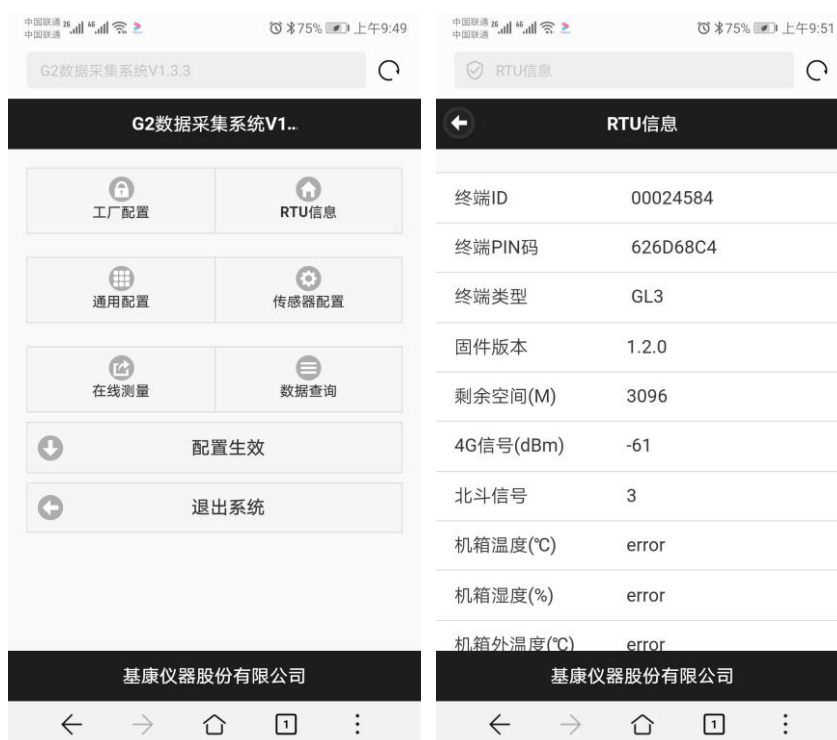 中国联通 26
中国联通 46
75% 上午9:49
G2数据采集系统V1.3.3
G2数据采集系统V1...
工厂配置
RTU信息
通用配置
传感器配置
在线测量
数据查询
配置生效
退出系统
基康仪器股份有限公司
1
中国联通 26
中国联通 46
75% 上午9:51
RTU信息
RTU信息
终端ID 00024584
终端PIN码 626D68C4
终端类型 GL3
固件版本 1.2.0
剩余空间(M) 3096
4G信号(dBm) -61
北斗信号 3
机箱温度(℃) error
机箱湿度(%) error
机箱外温度(℃) error
基康仪器股份有限公司
1